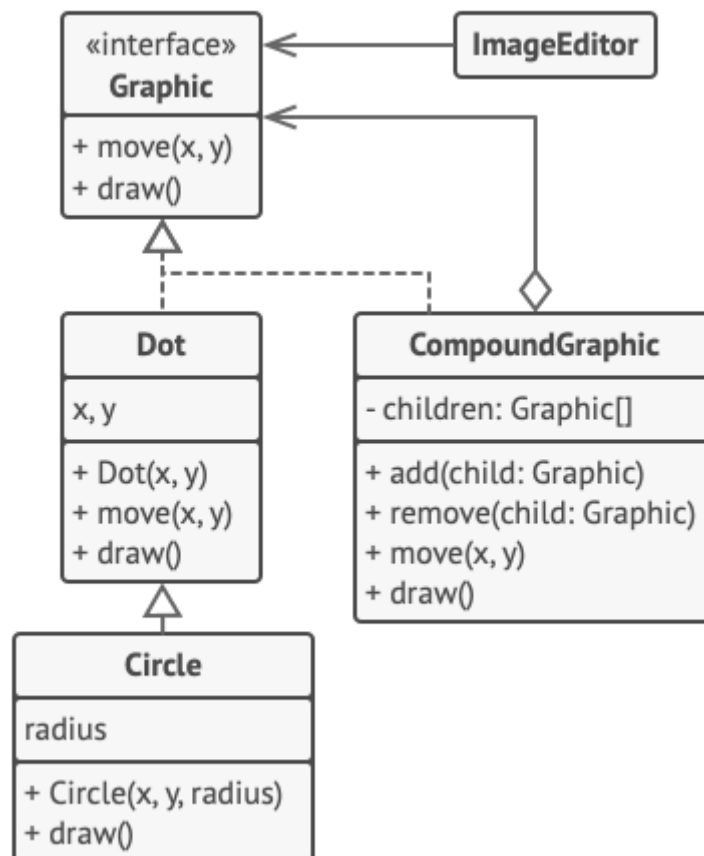 «interface»
Graphic
+ move(x, y)
+ draw()
ImageEditor
Dot
x, y
+ Dot(x, y)
+ move(x, y)
+ draw()
CompoundGraphic
- children: Graphic[]
+ add(child: Graphic)
+ remove(child: Graphic)
+ move(x, y)
+ draw()
Circle
radius
+ Circle(x, y, radius)
+ draw()